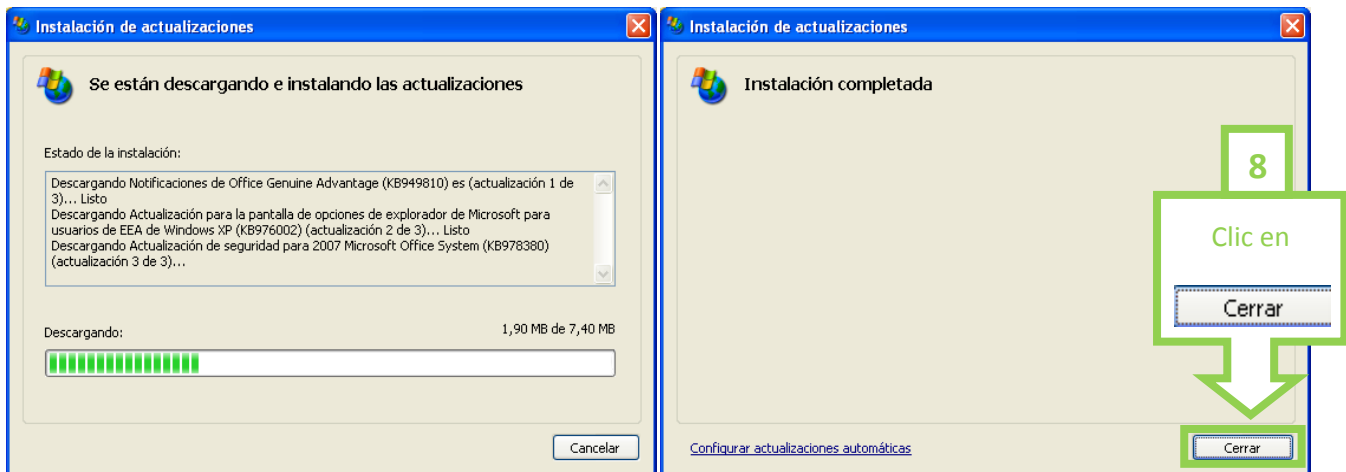 Instalación de actualizaciones
Se están descargando e instalando las actualizaciones
Estado de la instalación:
Descargando Notificaciones de Office Genuine Advantage (KB949810) es (actualización 1 de
3)... Listo
Descargando Actualización para la pantalla de opciones de explorador de Microsoft para
usuarios de EEA de Windows XP (KB976002) (actualización 2 de 3)... Listo
Descargando Actualización de seguridad para 2007 Microsoft Office System (KB978380)
(actualización 3 de 3)...
Descargando:
1,90 MB de 7,40 MB
Cancelar
Instalación de actualizaciones
Instalación completada
8
Clic en
Cerrar
Configurar actualizaciones automáticas
Cerrar